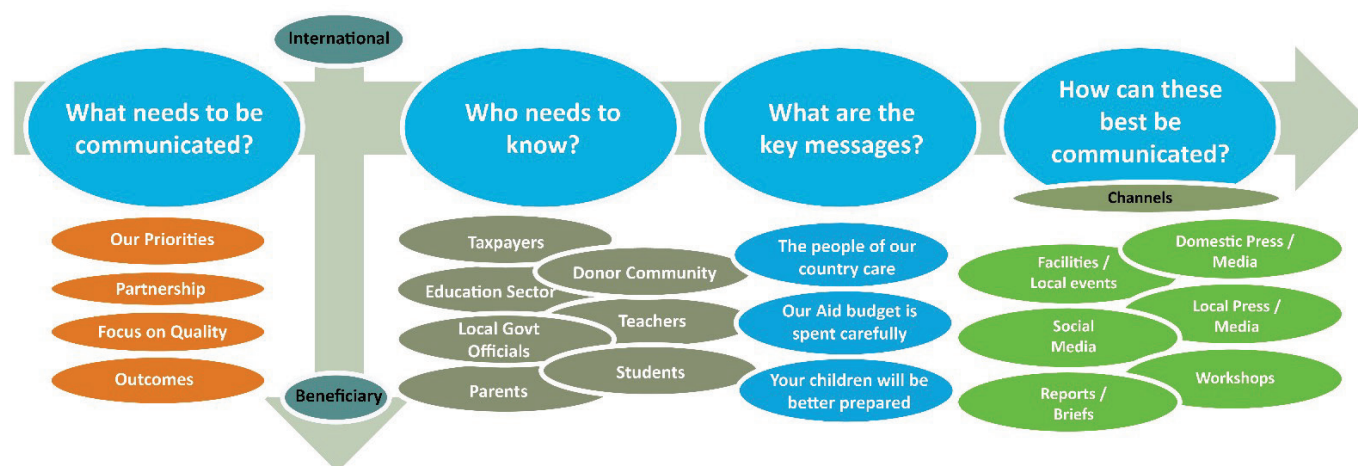 International
What needs to be
communicated?
Who needs to
know?
What are the
key messages?
How can these
best be
communicated?
Channels
Our Priorities
Partnership
Focus on Quality
Outcomes
Beneficiary
Taxpayers
Donor Community
Education Sector
Teachers
Local Govt
Officials
Students
Parents
The people of our
country care
Our Aid budget is
spent carefully
Your children will be
better prepared
Domestic Press /
Media
Facilities /
Local events
Local Press /
Media
Social
Media
Workshops
Reports /
Briefs